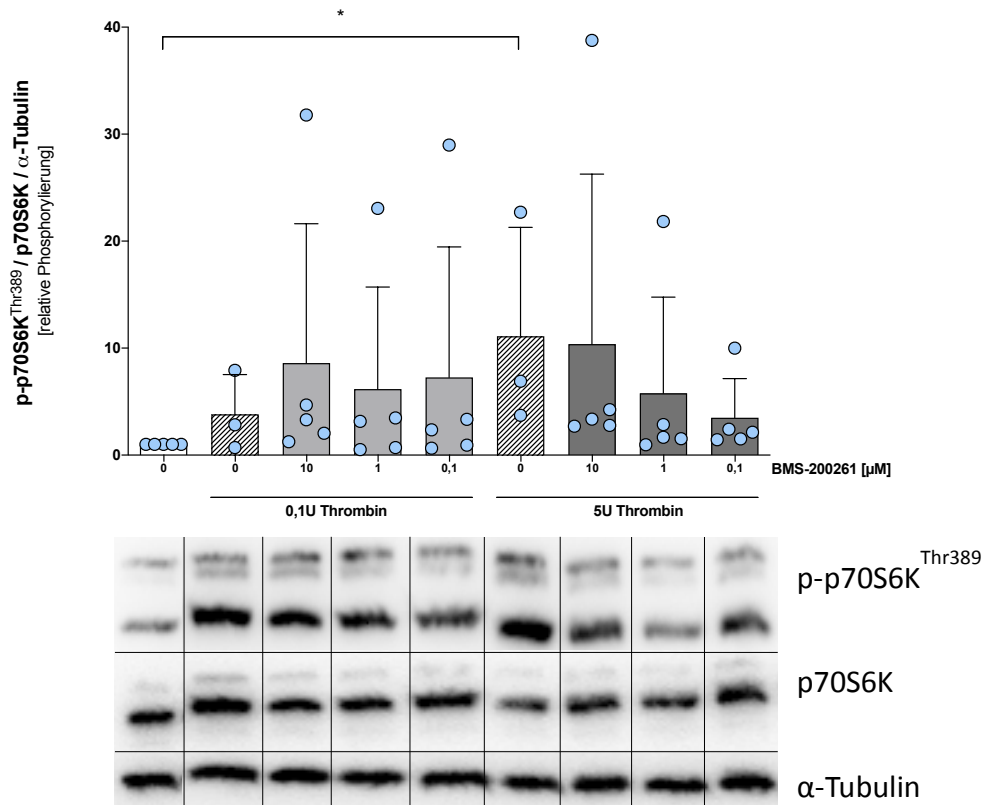 *
40
30
20
10
0
p-p70S6K^Thr389 / p70S6K / α-Tubulin
[relative Phosphorylierung]
0 0 10 1 0,1 0 10 1 0,1 BMS-200261 [µM]
0,1U Thrombin 5U Thrombin
p-p70S6K^Thr389
p70S6K
α-Tubulin